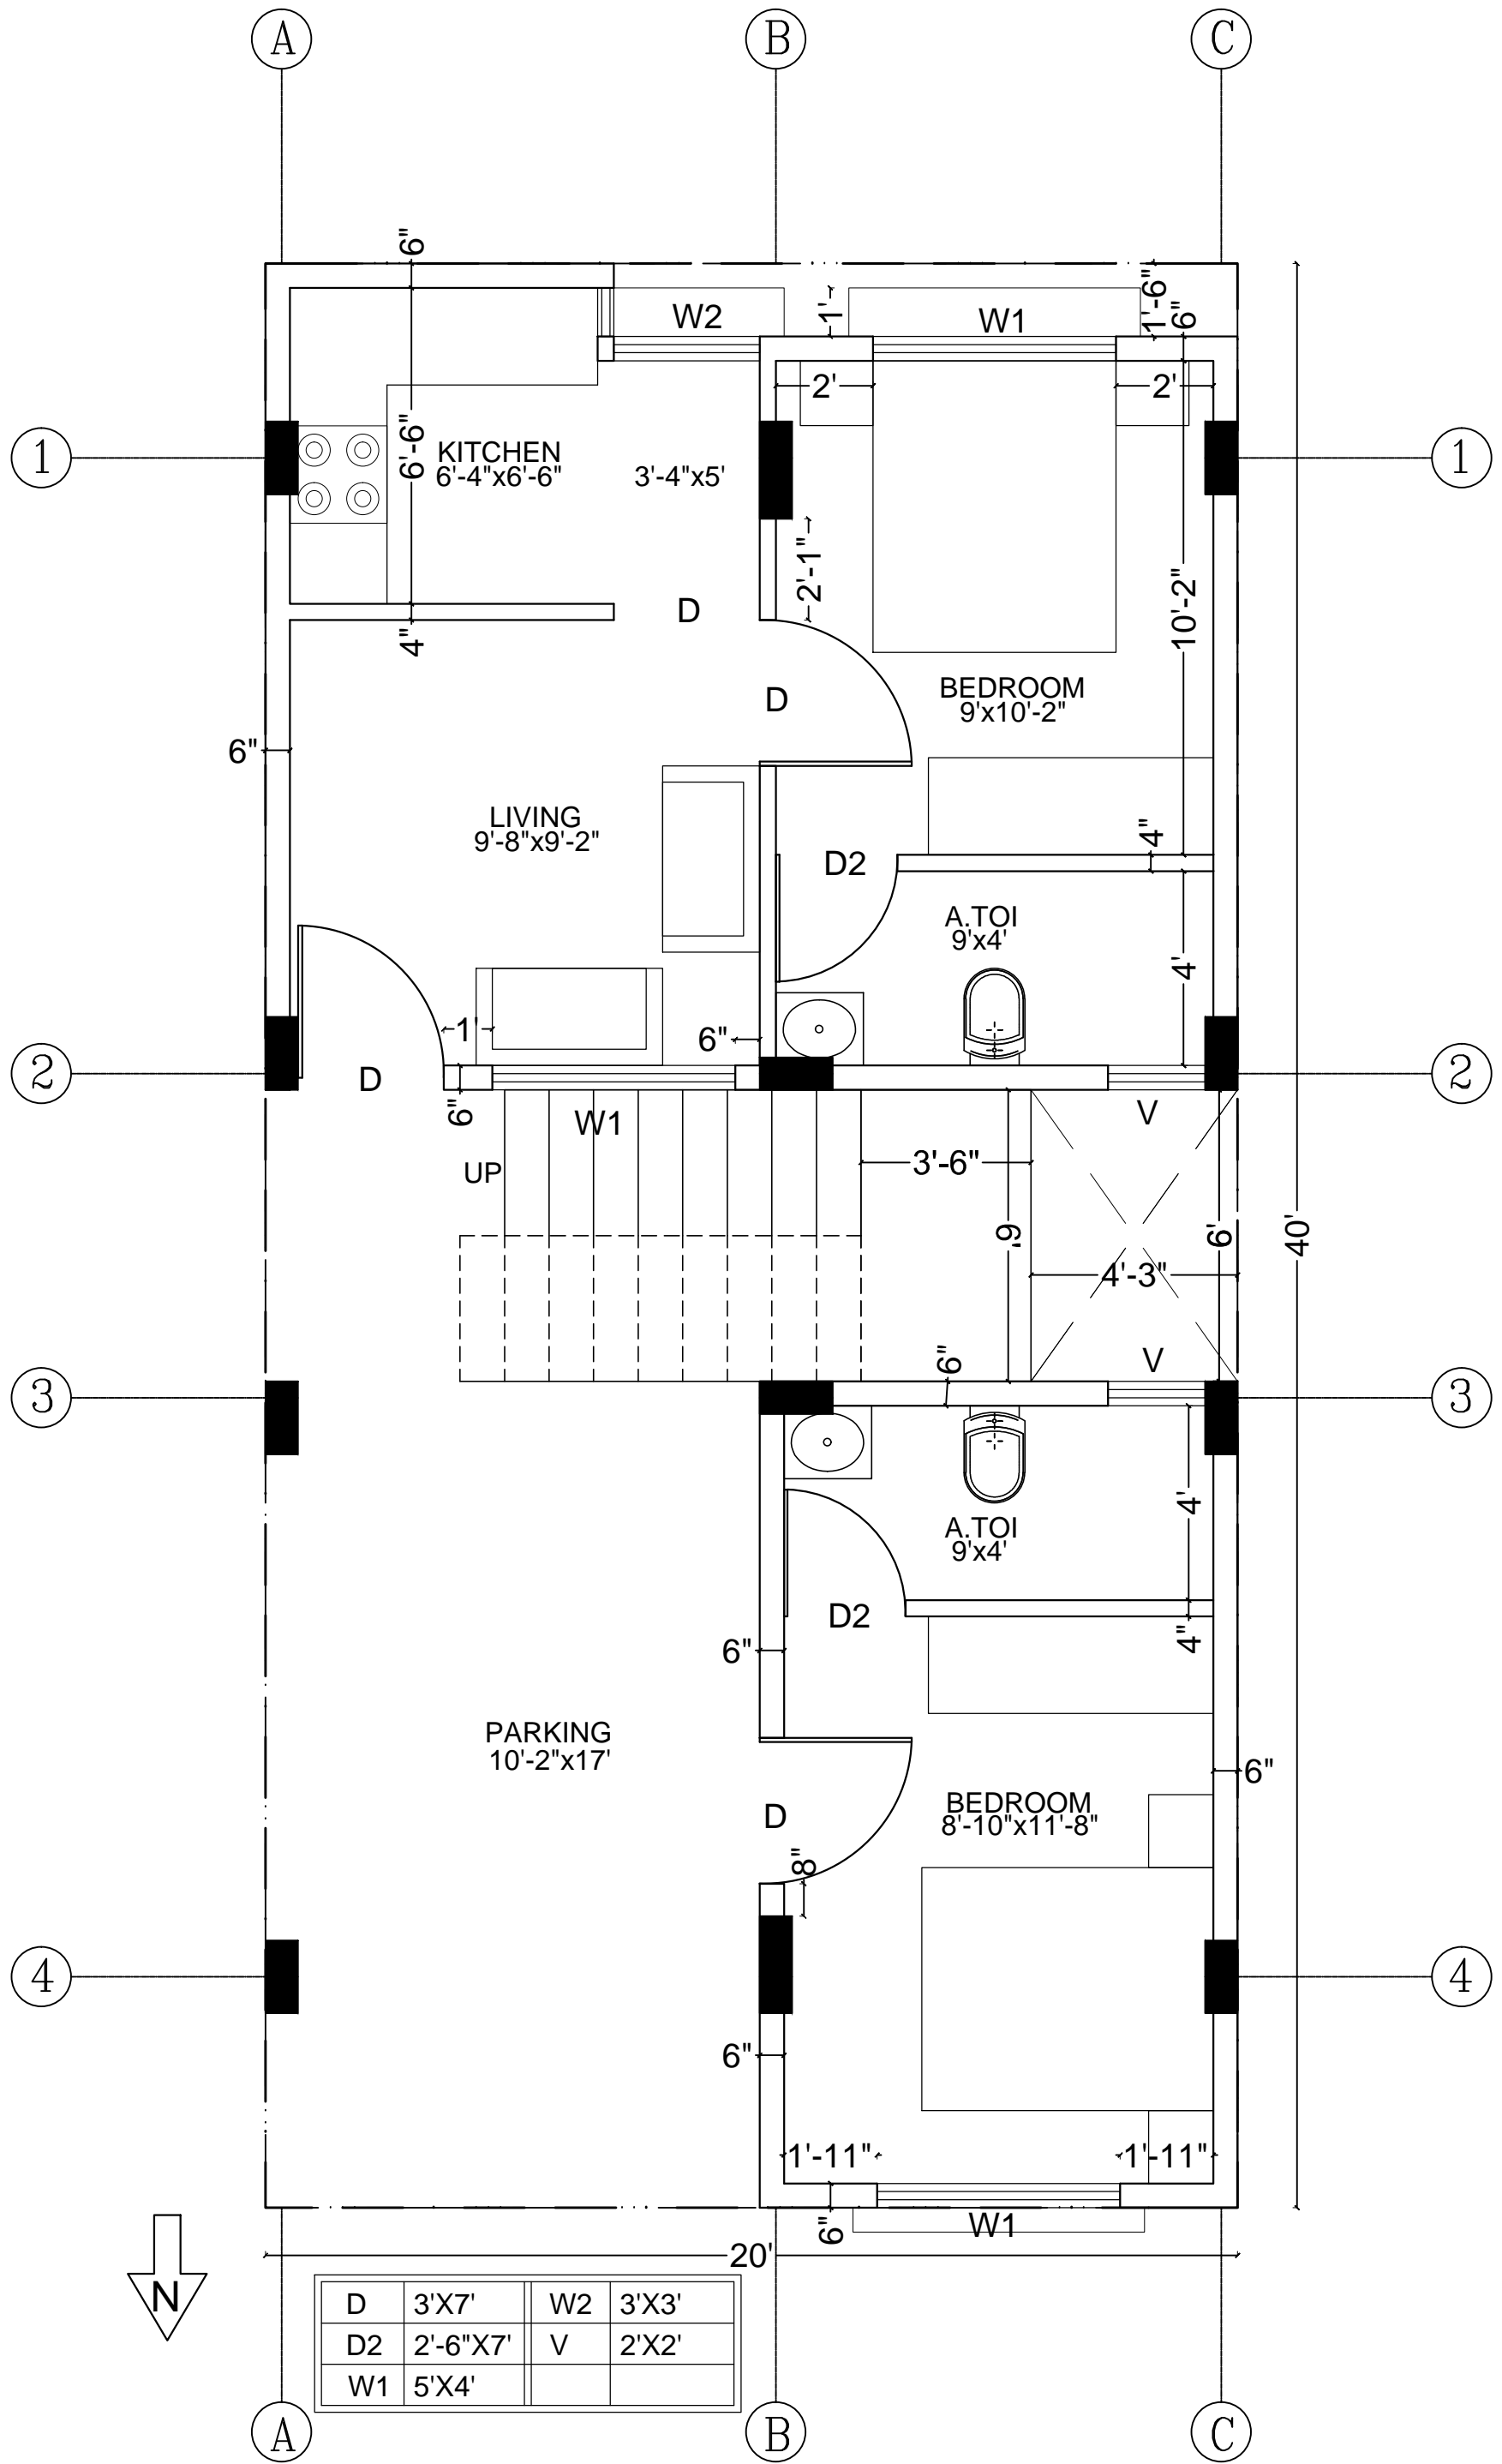 A B C
6"
W2 1' W1 1'-6" 6"
2' 2'
1 KITCHEN 6'-6" 1
6'-4"x6'-6" 3'-4"x5'
2'-1" 10'-2"
4" D
D BEDROOM
9'x10'-2"
6"
LIVING
9'-8"x9'-2"
D2 4"
A.TOI
9'x4'
4'
1' 6"
2 D 2
6" W1 V
UP 3'-6"
6' 6' 40'
4'-3"
6" V
3 3
4'
A.TOI
9'x4'
D2 4"
6"
PARKING
10'-2"x17'
6"
BEDROOM
8'-10"x11'-8"
D
8"
4 4
6"
1'-11" 1'-11"
6" W1
20'
N
D 3'X7' W2 3'X3'
D2 2'-6"X7' V 2'X2'
W1 5'X4'
A B C